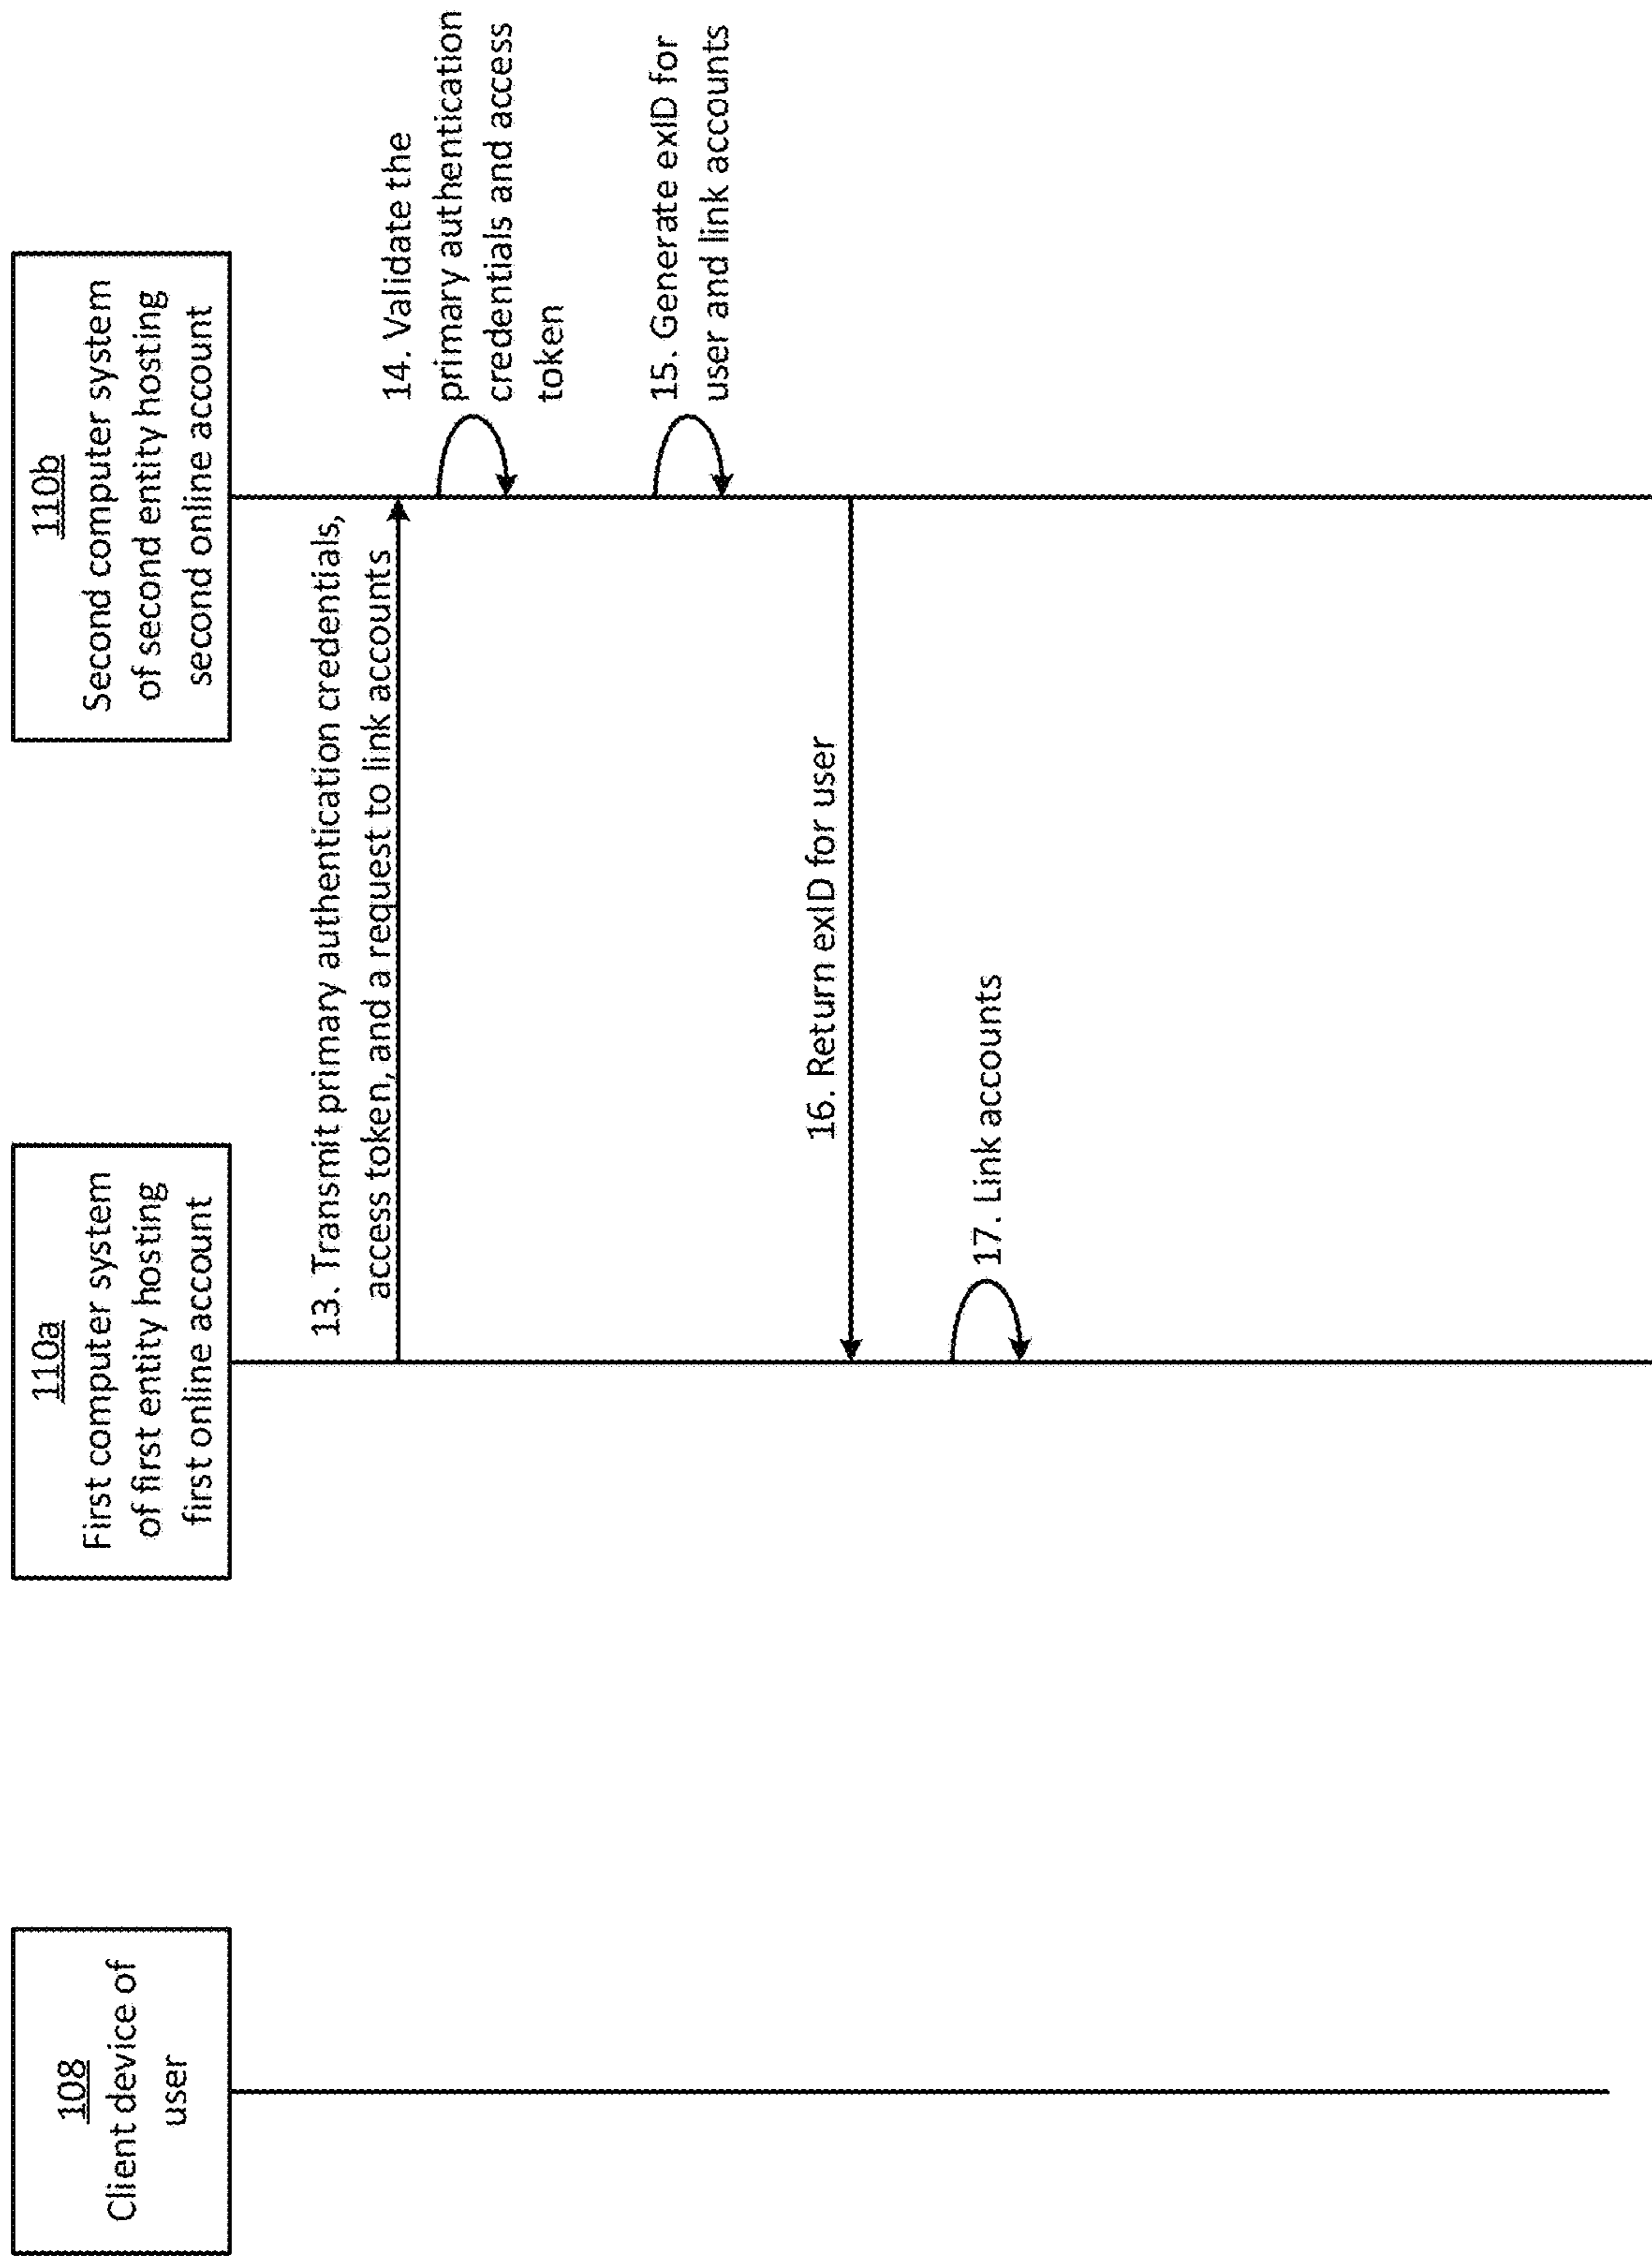 108
Client device of
user
110a
First computer system
of first entity hosting
first online account
110b
Second computer system
of second entity hosting
second online account
13. Transmit primary authentication credentials,
access token, and a request to link accounts
14. Validate the
primary authentication
credentials and access
token
15. Generate exID for
user and link accounts
16. Return exID for user
17. Link accounts